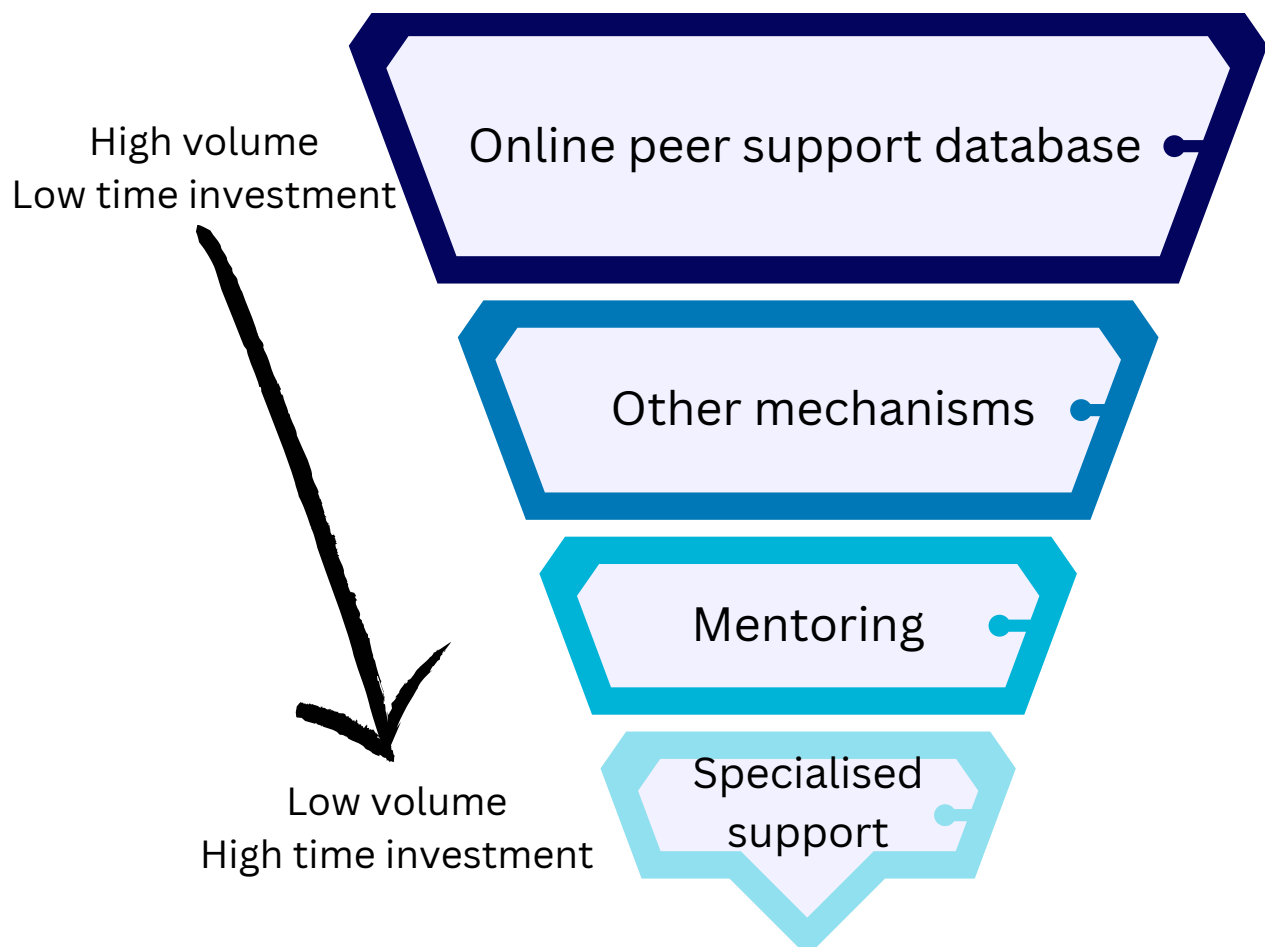 High volume
Low time investment
Online peer support database
Other mechanisms
Mentoring
Specialised
support
Low volume
High time investment